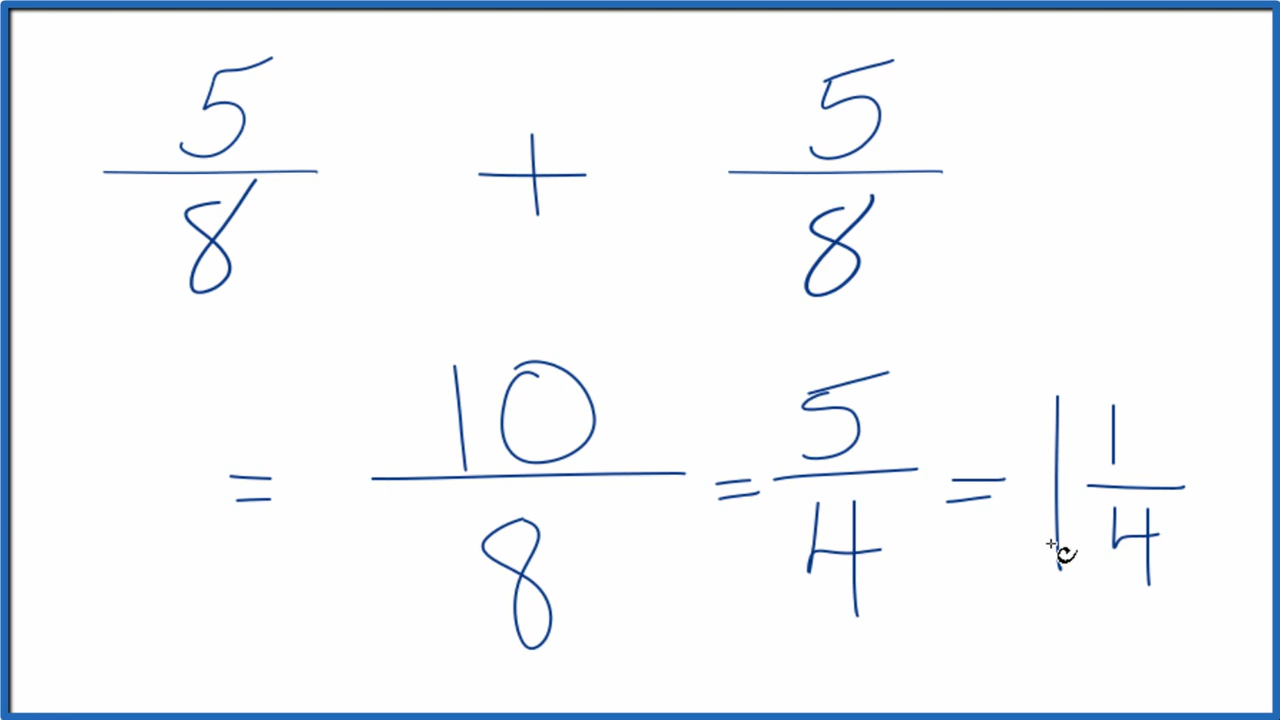 5/8 + 5/8
= 10/8 = 5/4 = 1 1/4